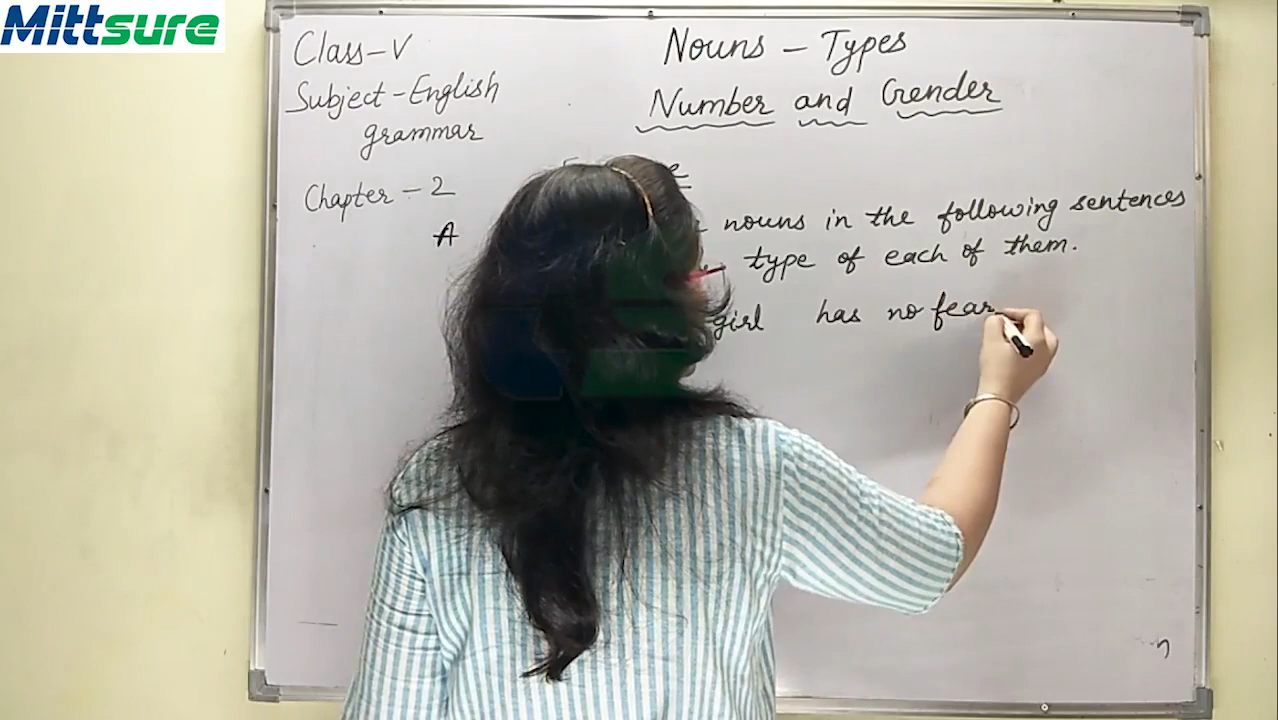 Mittsure
Class-V
Nouns - Types
Subject-English
Number and Gender
grammar
Chapter - 2
A
nouns in the following sentences
type of each of them.
girl has no fear